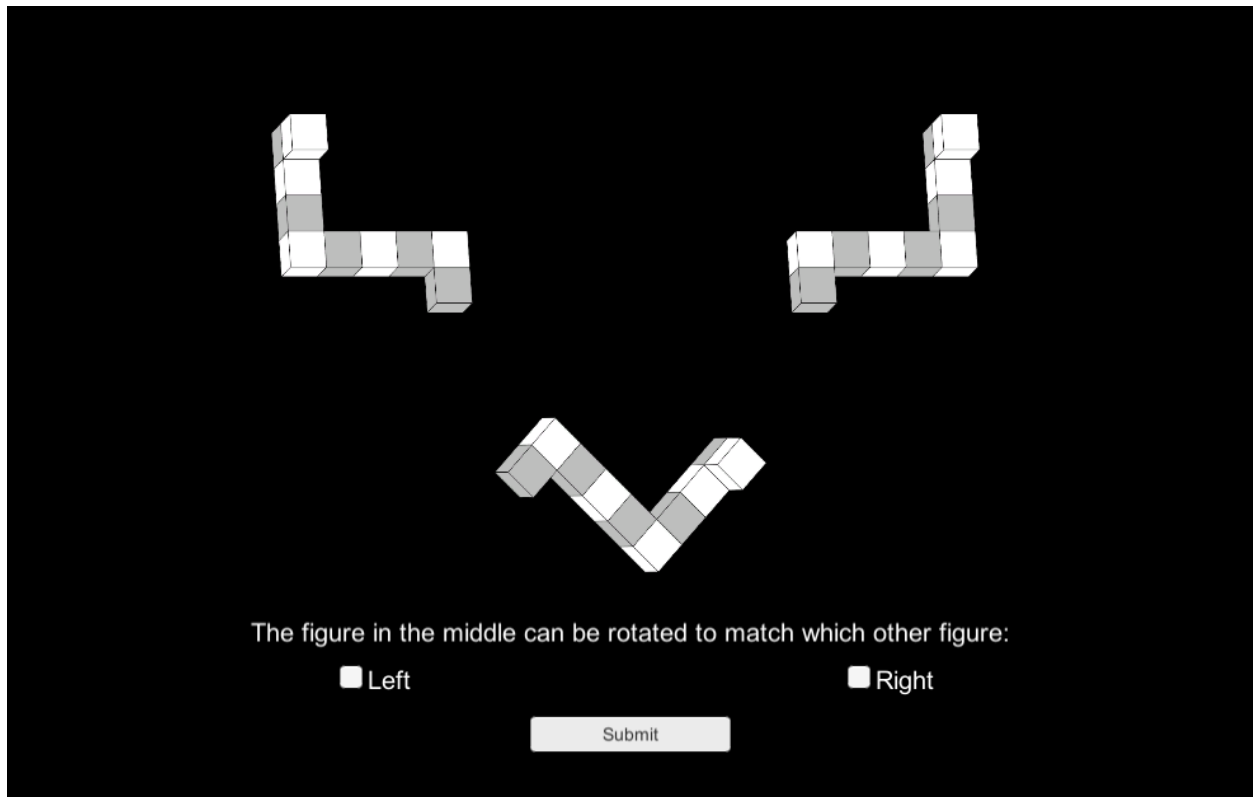 The figure in the middle can be rotated to match which other figure:
Left Right
Submit